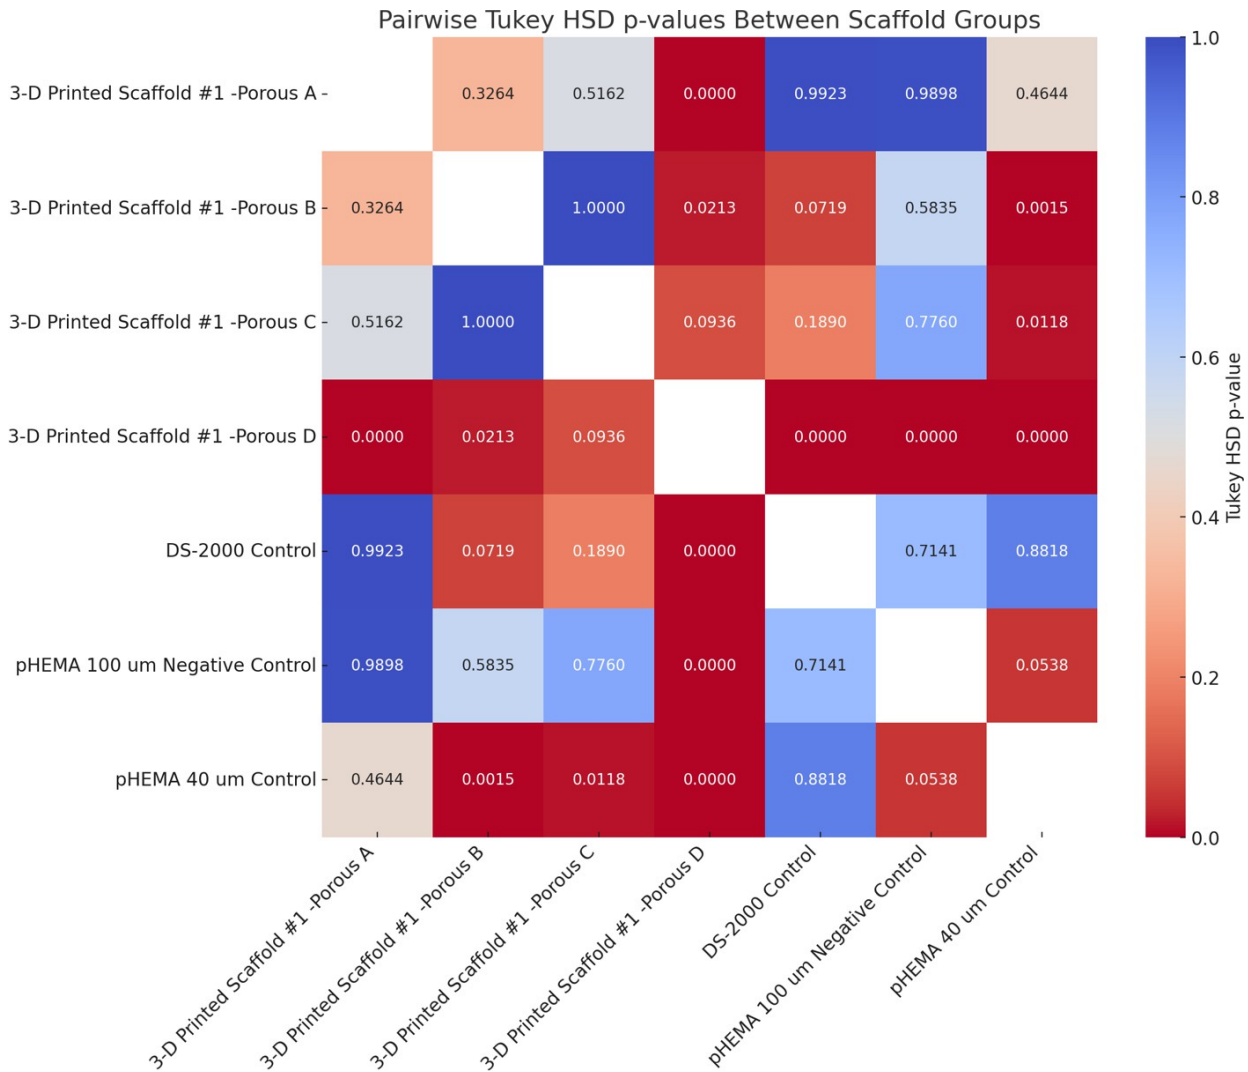 Pairwise Tukey HSD p-values Between Scaffold Groups
3-D Printed Scaffold #1 -Porous A
0.3264 0.5162 0.0000 0.9923 0.9898 0.4644
3-D Printed Scaffold #1 -Porous B
0.3264 1.0000 0.0213 0.0719 0.5835 0.0015
3-D Printed Scaffold #1 -Porous C
0.5162 1.0000 0.0936 0.1890 0.7760 0.0118
3-D Printed Scaffold #1 -Porous D
0.0000 0.0213 0.0936 0.0000 0.0000 0.0000
DS-2000 Control
0.9923 0.0719 0.1890 0.0000 0.7141 0.8818
pHEMA 100 um Negative Control
0.9898 0.5835 0.7760 0.0000 0.7141 0.0538
pHEMA 40 um Control
0.4644 0.0015 0.0118 0.0000 0.8818 0.0538
3-D Printed Scaffold #1 -Porous A
3-D Printed Scaffold #1 -Porous B
3-D Printed Scaffold #1 -Porous C
3-D Printed Scaffold #1 -Porous D
DS-2000 Control
pHEMA 100 um Negative Control
pHEMA 40 um Control
1.0
0.8
0.6
0.4
0.2
0.0
Tukey HSD p-value